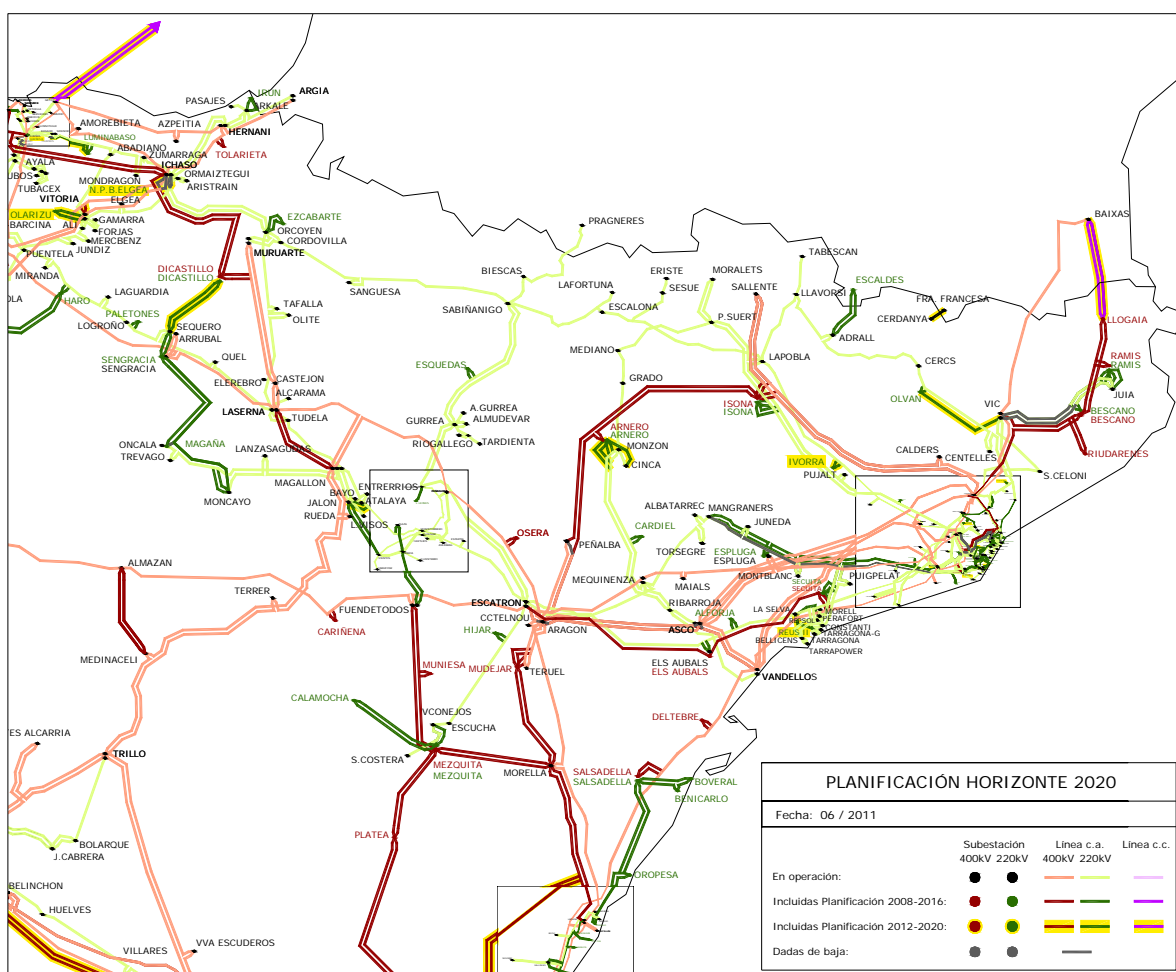 IRUN
ARGIA
PASAJES
ARKALE
AMOREBIETA
AZPEITIA
HERNANI
LUMINABASO
ABADIANO
ZUMARRAGA
TOLARIETA
AYALA
ICHASO
UBOS
ORMAIZTEGUI
TUBACEX
MONDRAGON
ARISTRAIN
N.P.B.ELGEA
VITORIA
ELGEA
OLARIZU
GAMARRA
EZCABARTE
BARCINA
ALI
FORJAS
ORCOYEN
MERCBENZ
CORDOVILLA
JUNDIZ
PUENTELA
MURUARTE
MIRANDA
DICASTILLO
DICASTILLO
SANGUESA
LAGUARDIA
OLA
HARO
PALETONES
TAFALLA
LOGROÑO
SEQUERO
OLITE
ARRUBAL
SENGRACIA
SENGRACIA
QUEL
ELEREBRO
CASTEJON
ALCARAMA
LASERNA
TUDELA
ONCALA
MAGAÑA
TREVAGO
LANZASAGUDAS
MONCAYO
MAGALLON
PRAGNERES
BIESCAS
SABIÑANIGO
LAFORTUNA
ERISTE
SESUE
ESCALONA
MORALETS
SALLENTE
P.SUERT
TABESCAN
LLAVORSI
ESCALDES
FRA. FRANCESA
CERDANYA
ADRALL
BAIXAS
LLOGAIA
MEDIANO
LAPOBLA
CERCS
RAMIS
RAMIS
ESQUEDAS
GRADO
OLVAN
JUIA
VIC
BESCANO
BESCANO
ISONA
ISONA
A.GURREA
GURREA
ALMUDEVAR
RIOGALLEGO
TARDIENTA
ARNERO
ARNERO
MONZON
CINCA
IVORRA
PUJALT
CALDERS
CENTELLES
RIUDARENES
S.CELONI
BAYO
ENTRERRIOS
JALON
ATALAYA
RUEDA
L.VISOS
OSERA
PEÑALBA
ALBATARREC
MANGRANERS
JUNEDA
CARDIEL
TORSEGRE
ESPLUGA
ESPLUGA
MONTBLANC
PUIGPELAT
ALMAZAN
TERRER
MEQUINENZA
MAIALS
SECUITA
SECUITA
FUENDETODOS
ESCATRON
RIBARROJA
ALFORJA
LA SELVA
MORELL
REPSOL
PERAFORT
CARIÑENA
CCTELNOU
ARAGON
ASCO
CONSTANTI
REUS II
TARRAGONA-G
BELLICENS
TARRAGONA
TARRAPOWER
HIJAR
MEDINACELI
MUNIESA
MUDEJAR
TERUEL
ELS AUBALS
ELS AUBALS
VANDELLOS
CALAMOCHA
VCONEJOS
ESCUCHA
DELTEBRE
ES ALCARRIA
TRILLO
S.COSTERA
MEZQUITA
MEZQUITA
MORELLA
SALSADELLA
SALSADELLA
BOVERAL
BENICARLO
PLATEA
BOLARQUE
J.CABRERA
OROPESA
BELINCHON
HUELVES
VILLARES
VVA ESCUDEROS
PLANIFICACIÓN HORIZONTE 2020
Fecha: 06 / 2011
Subestación Línea c.a. Línea c.c.
400kV 220kV 400kV 220kV
En operación:
Incluidas Planificación 2008-2016:
Incluidas Planificación 2012-2020:
Dadas de baja: